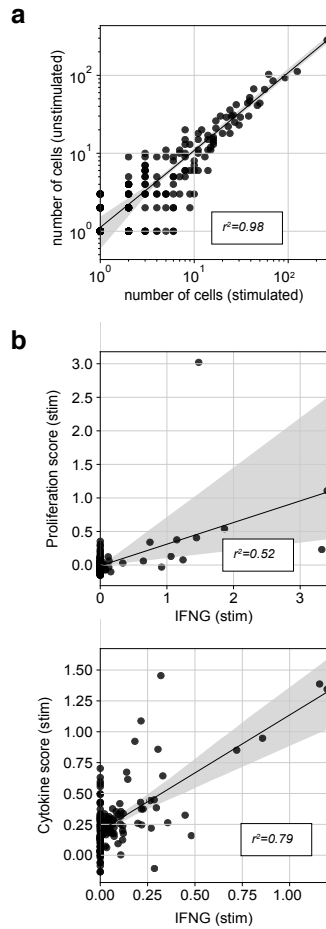 a
number of cells (unstimulated)
10²
10¹
10⁰
r²=0.98
10⁰ 10¹ 10²
number of cells (stimulated)
b
Proliferation score (stim)
3.0
2.5
2.0
1.5
1.0
0.5
0.0
r²=0.52
0 1 2 3
IFNG (stim)
Cytokine score (stim)
1.50
1.25
1.00
0.75
0.50
0.25
0.00
r²=0.79
0.00 0.25 0.50 0.75 1.00
IFNG (stim)